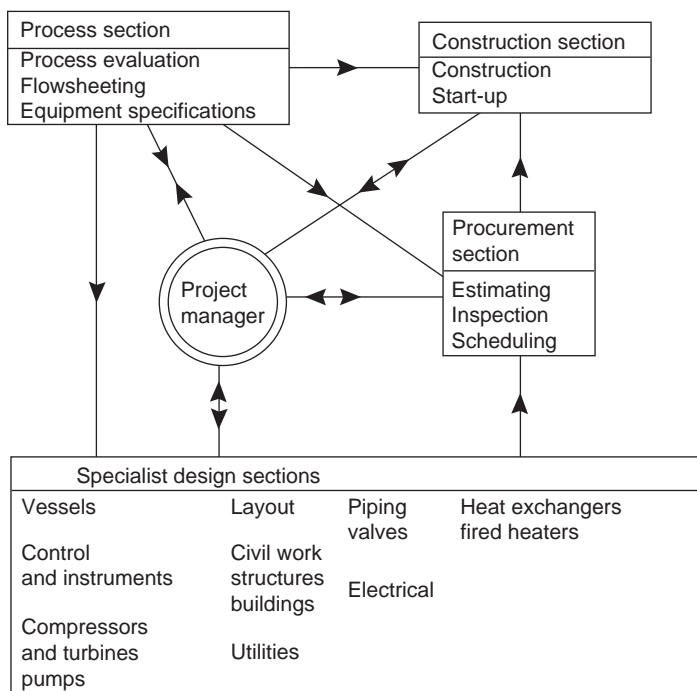 Process section
Process evaluation
Flowsheeting
Equipment specifications
Construction section
Construction
Start-up
Procurement
section
Estimating
Inspection
Scheduling
Project
manager
Specialist design sections
Vessels
Control
and instruments
Compressors
and turbines
pumps
Layout
Civil work
structures
buildings
Utilities
Piping
valves
Electrical
Heat exchangers
fired heaters